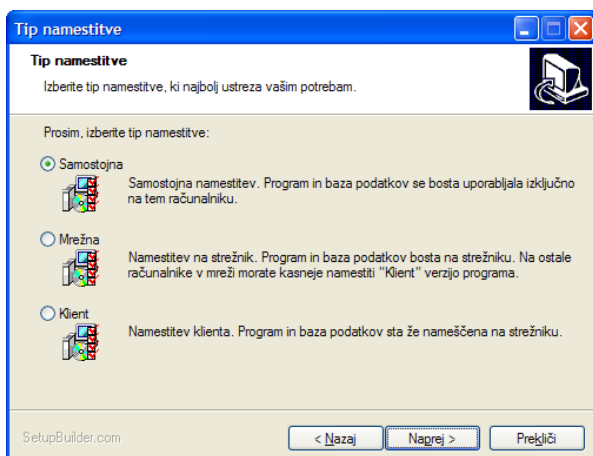 Tip namestitve
Tip namestitve
Izberite tip namestitve, ki najbolj ustreza vašim potrebam.
Prosim, izberite tip namestitve:
Samostojna
Samostojna namestitev. Program in baza podatkov se bosta uporabljala izključno
na tem računalniku.
Mrežna
Namestitev na strežnik. Program in baza podatkov bosta na strežniku. Na ostale
računalnike v mreži morate kasneje namestiti "Klient" verzijo programa.
Klient
Namestitev klienta. Program in baza podatkov sta že nameščena na strežniku.
SetupBuilder.com
< Nazaj
Naprej >
Prekliči